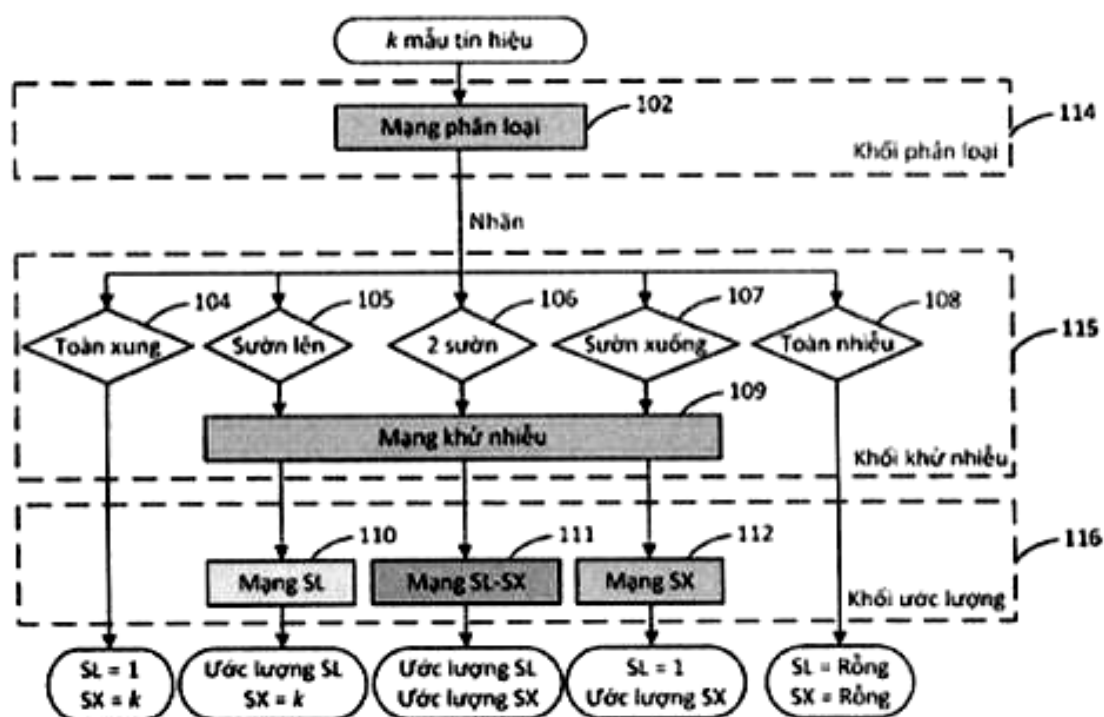 k mẫu tín hiệu
102
Mạng phân loại
114
Khối phân loại
Nhãn
104
105
106
107
108
Toàn xung
Sườn lên
2 sườn
Sườn xuống
Toàn nhiễu
115
109
Mạng khử nhiễu
Khối khử nhiễu
110
111
112
116
Mạng SL
Mạng SL-SX
Mạng SX
Khối ước lượng
SL = 1
SX = k
Ước lượng SL
SX = k
Ước lượng SL
Ước lượng SX
SL = 1
Ước lượng SX
SL = Rỗng
SX = Rỗng